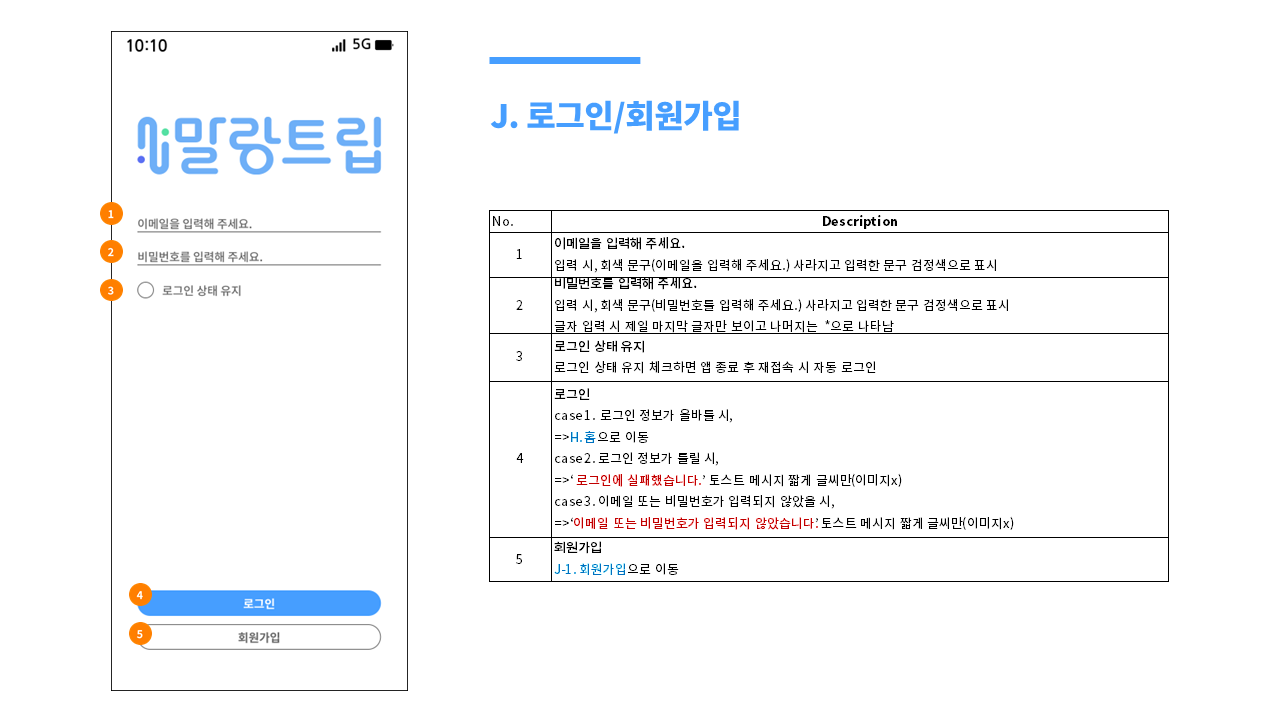 10:10
5G
말랑트립
1
이메일을 입력해 주세요.
2
비밀번호를 입력해 주세요.
3
로그인 상태 유지
4
로그인
5
회원가입
J. 로그인/회원가입
No.
Description
1
이메일을 입력해 주세요.
입력 시, 회색 문구(이메일을 입력해 주세요.) 사라지고 입력한 문구 검정색으로 표시
2
비밀번호를 입력해 주세요.
입력 시, 회색 문구(비밀번호를 입력해 주세요.) 사라지고 입력한 문구 검정색으로 표시
글자 입력 시 제일 마지막 글자만 보이고 나머지는 *으로 나타남
3
로그인 상태 유지
로그인 상태 유지 체크하면 앱 종료 후 재접속 시 자동 로그인
4
로그인
case1. 로그인 정보가 올바를 시,
=>H.홈으로 이동
case2. 로그인 정보가 틀릴 시,
=>‘ 로그인에 실패했습니다.’ 토스트 메시지 짧게 글씨만(이미지x)
case3. 이메일 또는 비밀번호가 입력되지 않았을 시,
=>‘이메일 또는 비밀번호가 입력되지 않았습니다.’ 토스트 메시지 짧게 글씨만(이미지x)
5
회원가입
J-1. 회원가입으로 이동